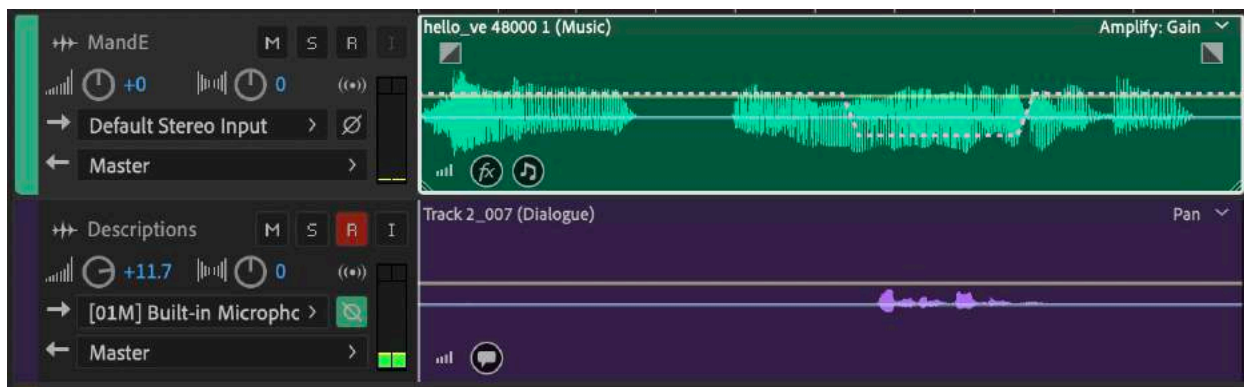 hello_ve 48000 1 (Music) Amplify: Gain
MandE M S R I
+0 0
Default Stereo Input
Master
fx
Track 2_007 (Dialogue) Pan
Descriptions M S R I
+11.7 0
[01M] Built-in Microphc
Master